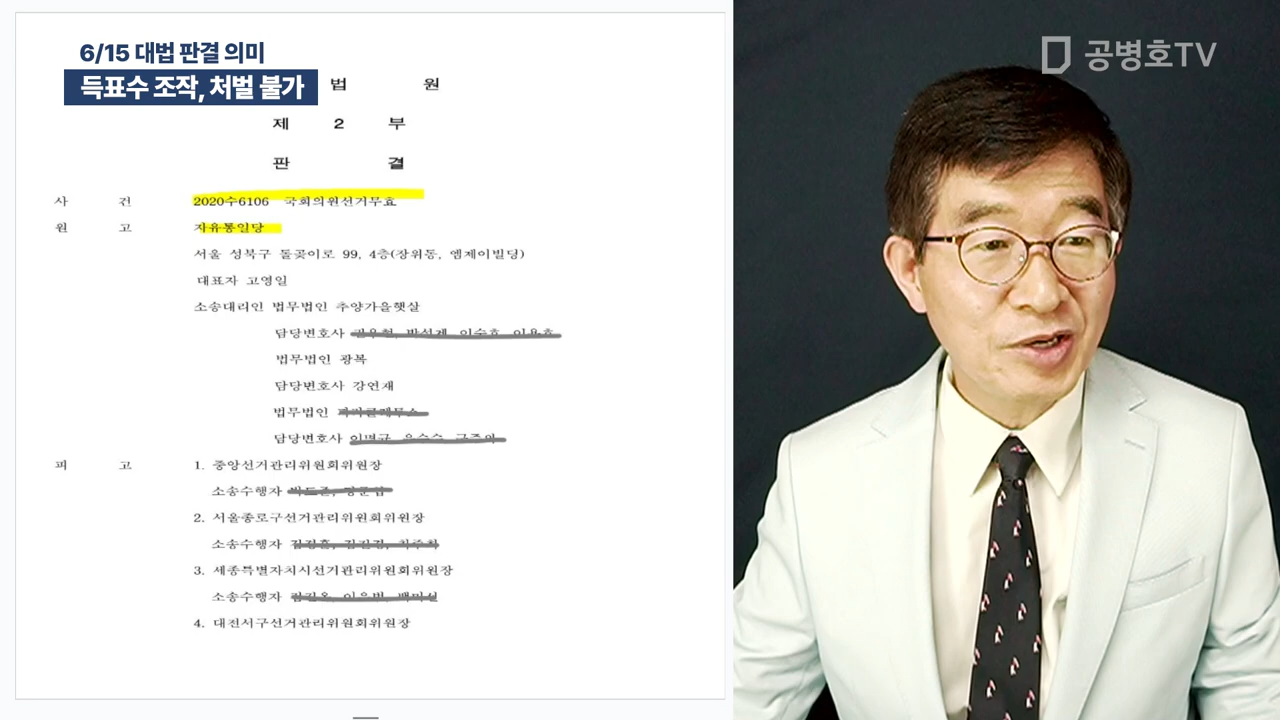 6/15 대법 판결 의미
득표수 조작, 처벌 불가
공병호TV
법 원
제 2 부
판 결
사 건 2020수6106 국회의원선거무효
원 고 자유통일당
서울 성북구 돌곶이로 99, 4층(장위동, 엠제이빌딩)
대표자 고영일
소송대리인 법무법인 추양가을햇살
담당변호사
법무법인 광복
담당변호사 강연재
법무법인
담당변호사
피 고 1. 중앙선거관리위원회위원장
소송수행자
2. 서울종로구선거관리위원회위원장
소송수행자
3. 세종특별자치시선거관리위원회위원장
소송수행자
4. 대전서구선거관리위원회위원장